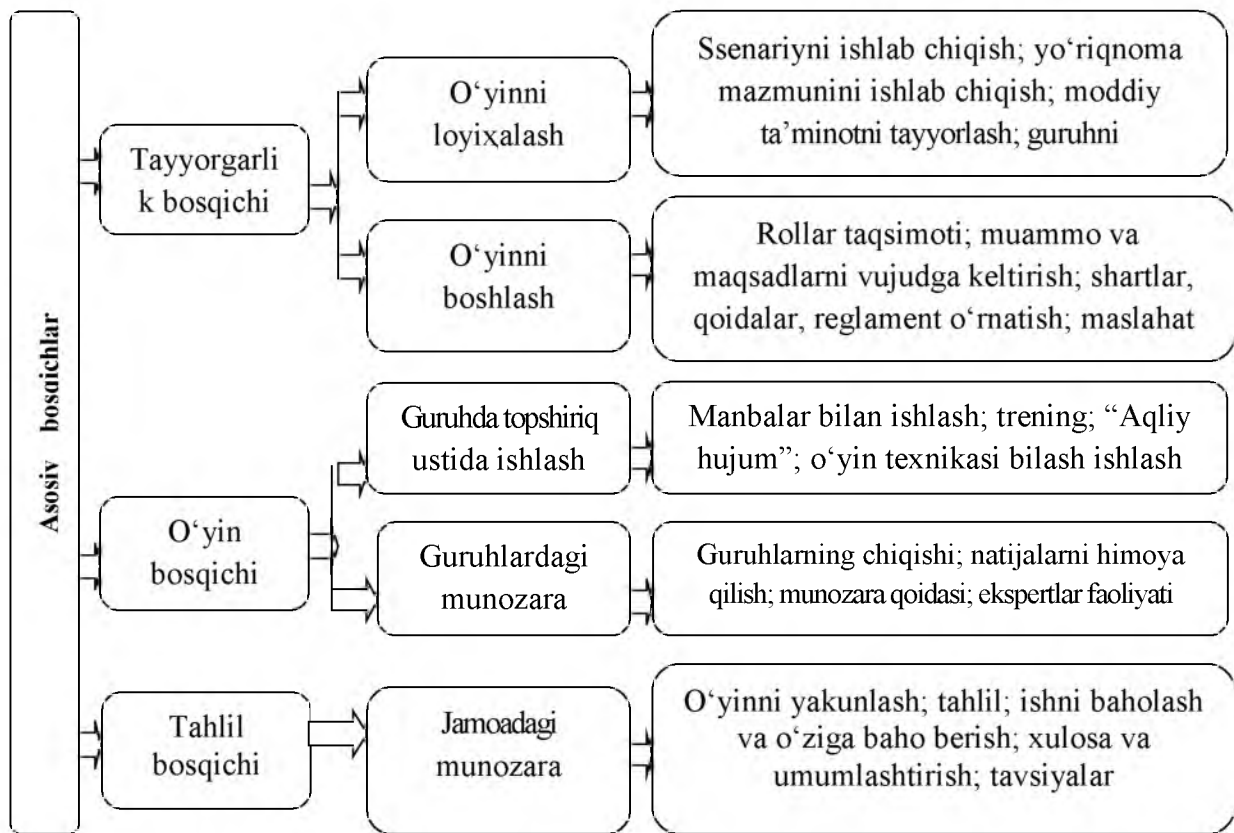 Asosiv bosqichlar
Tayyorgarli
k bosqichi
O‘yinni
loyixalash
Ssenariyni ishlab chiqish; yo‘riqnoma
mazmunini ishlab chiqish; moddiy
ta’minotni tayyorlash; guruhni
O‘yinni
boshlash
Rollar taqsimoti; muammo va
maqsadlarni vujudga keltirish; shartlar,
qoidalar, reglament o‘rnatish; maslahat
O‘yin
bosqichi
Guruhda topshiriq
ustida ishlash
Manbalar bilan ishlash; trening; “Aqliy
hujum”; o‘yin texnikasi bilash ishlash
Guruhlardagi
munozara
Guruhlarning chiqishi; natijalarni himoya
qilish; munozara qoidasi; ekspertlar faoliyati
Tahlil
bosqichi
Jamoadagi
munozara
O‘yinni yakunlash; tahlil; ishni baholash
va o‘ziga baho berish; xulosa va
umumlashtirish; tavsiyalar